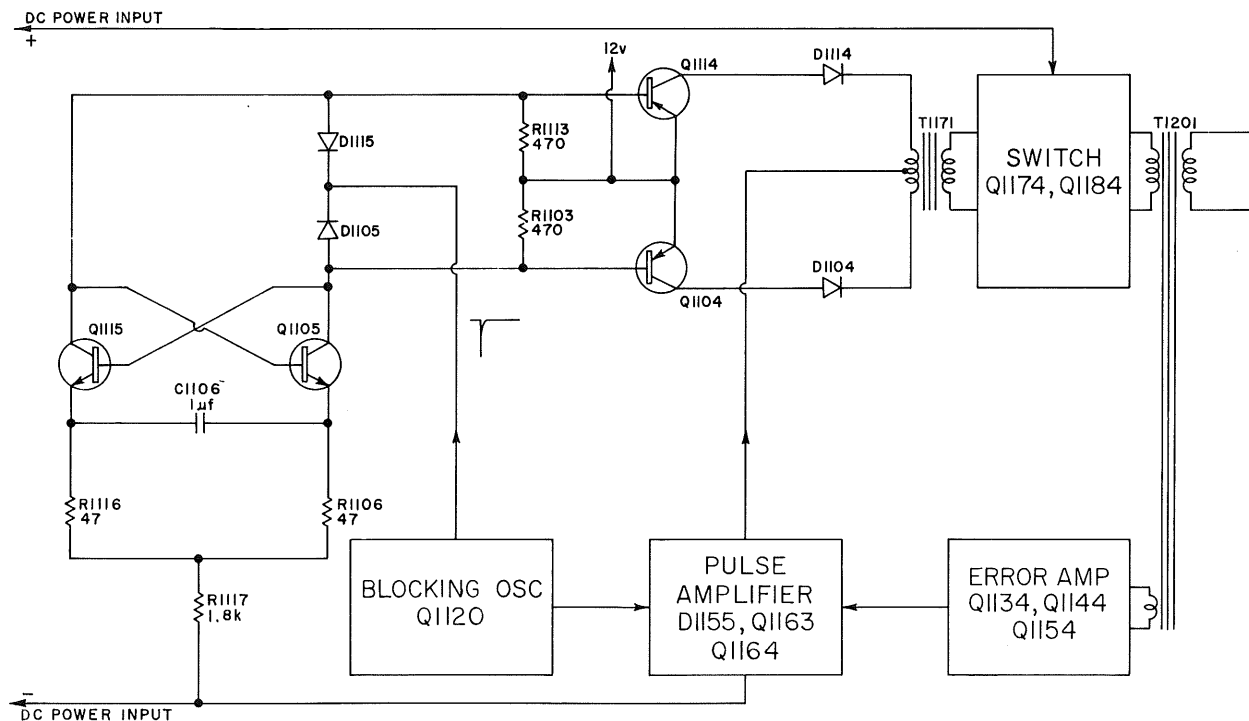 DC POWER INPUT
+
12v
Q1114
D1114
D1115
R1113
470
T1171
T1201
SWITCH
Q1174, Q1184
R1103
470
D1105
D1104
Q1104
Q1115
Q1105
C1106
1µf
R1116
47
R1106
47
BLOCKING OSC
Q1120
PULSE
AMPLIFIER
D1155, Q1163
Q1164
ERROR AMP
Q1134, Q1144
Q1154
R1117
1.8k
−
DC POWER INPUT